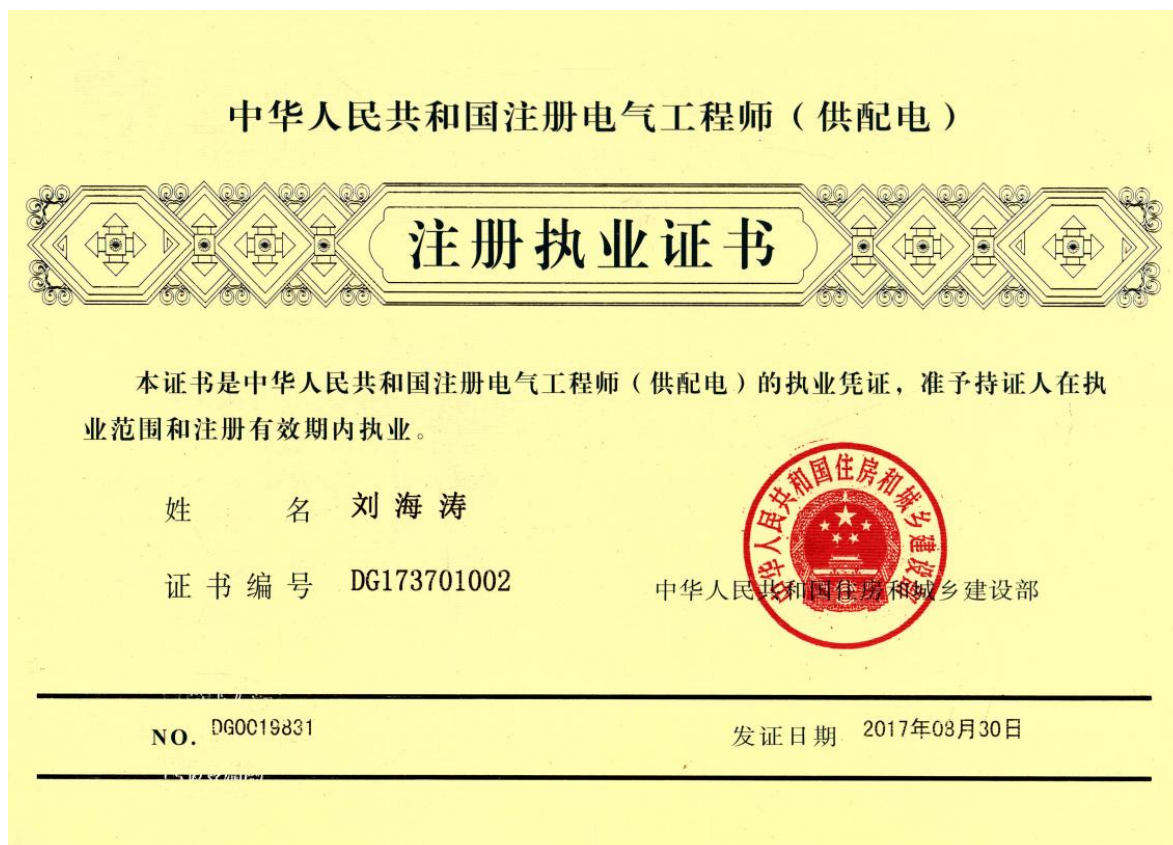 中华人民共和国注册电气工程师（供配电）
注册执业证书
本证书是中华人民共和国注册电气工程师（供配电）的执业凭证，准予持证人在执
业范围和注册有效期内执业。
姓 名 刘海涛
证书编号 DG173701002
中华人民共和国住房和城乡建设部
中华人民共和国住房和城乡建设部
NO. DG0019831
发证日期 2017年08月30日